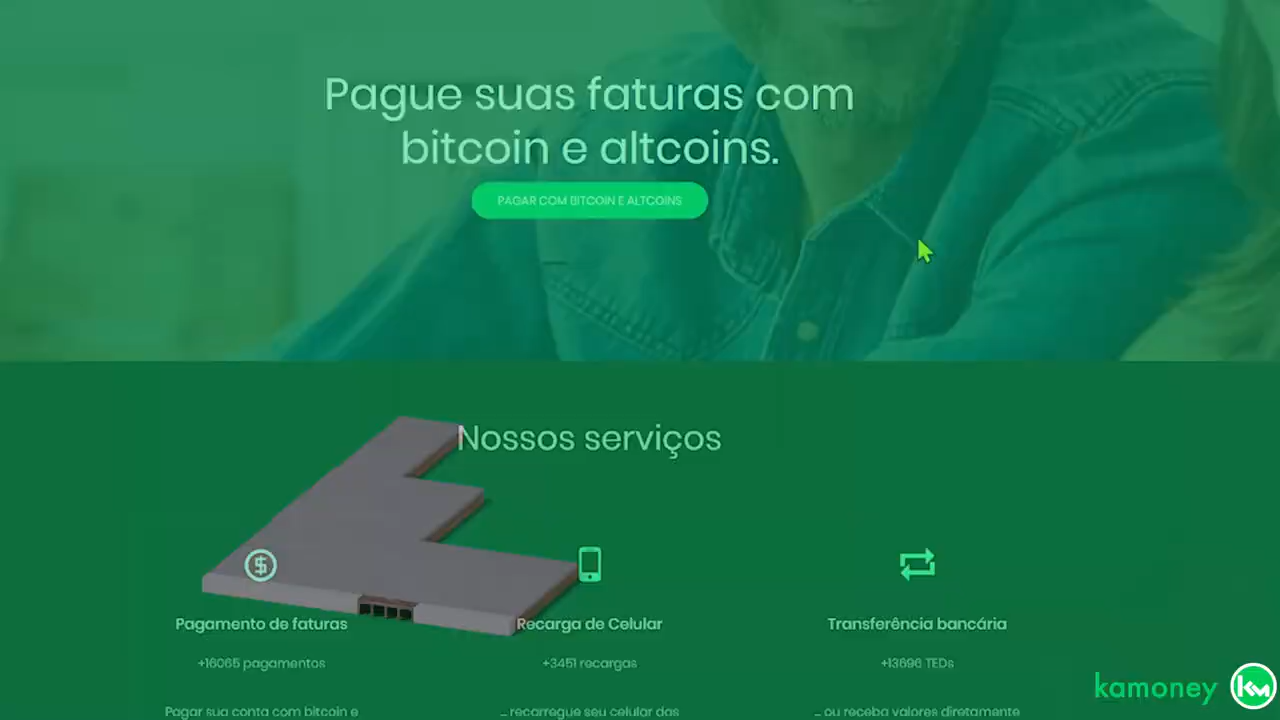 Pague suas faturas com
bitcoin e altcoins.
PAGAR COM BITCOIN E ALTCOINS
Nossos serviços
Pagamento de faturas
Recarga de Celular
Transferência bancária
+16065 pagamentos
+3451 recargas
+13696 TEDs
Pagar sua conta com bitcoin e
... recarregue seu celular das
... ou receba valores diretamente
kamoney